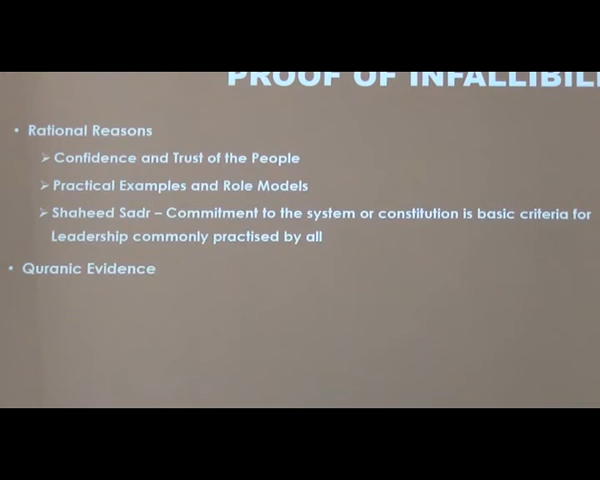 PROOF OF INFALLIBILI
• Rational Reasons
➢ Confidence and Trust of the People
➢ Practical Examples and Role Models
➢ Shaheed Sadr – Commitment to the system or constitution is basic criteria for
Leadership commonly practised by all
• Quranic Evidence